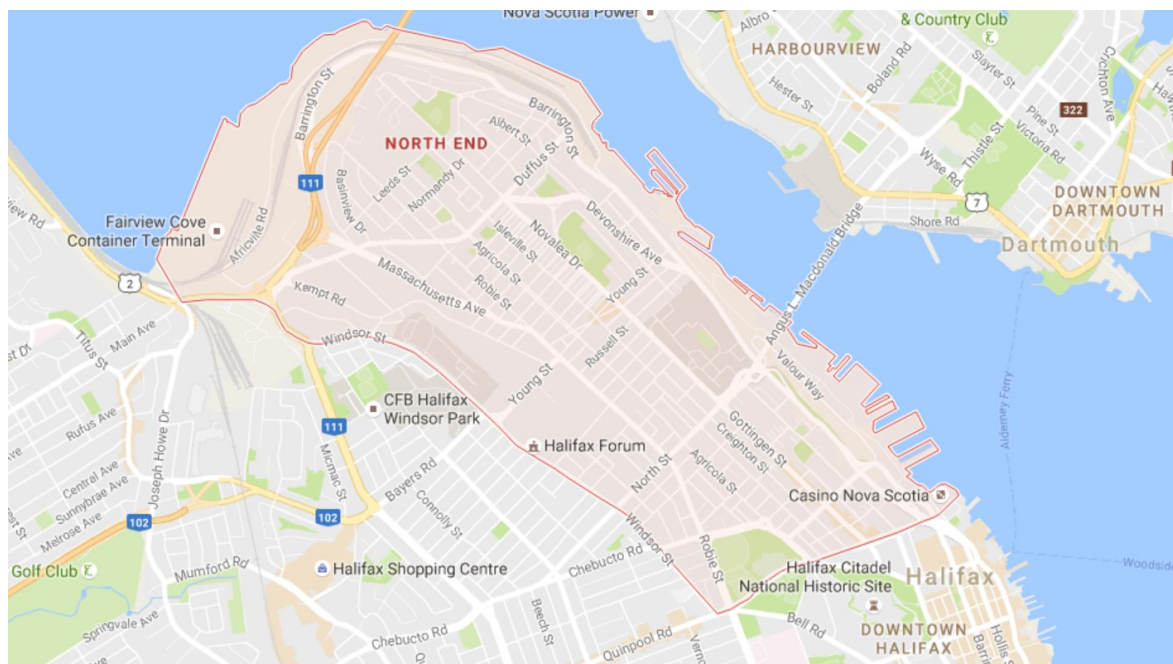 Nova Scotia Power
& Country Club
HARBOURVIEW
Boland Rd
Slayter St
Crichton Ave
Hester St
322
Pine St
Victoria Rd
Thistle St
Wyse Rd
7
DOWNTOWN
DARTMOUTH
Shore Rd
Dartmouth
Barrington St
Barrington St
Albert St
NORTH END
Duffus St
111
Leeds St
Normandy Dr
Basinview Dr
Fairview Cove
Container Terminal
Africville Rd
Devonshire Ave
Isleville St
Novalea Dr
Agricola St
Robie St
Young St
Angus L. Macdonald Bridge
2
Massachusetts Ave
Kempt Rd
Main Ave
Titus St
Windsor St
Russell St
Valour Way
Young St
CFB Halifax
Windsor Park
Alderney Ferry
Rufus Ave
111
Joseph Howe Dr
Micmac St
Gottingen St
Creighton St
Halifax Forum
Central Ave
Sunnybrae Ave
Melrose Ave
Bayers Rd
North St
Agricola St
Connolly St
Casino Nova Scotia
102
102
Windsor St
Golf Club
Mumford Rd
Halifax Shopping Centre
Chebucto Rd
Robie St
Halifax Citadel
National Historic Site
Halifax
Woodside
Springvale Ave
Chebucto Rd
Beech St
Quinpool Rd
Bell Rd
DOWNTOWN
HALIFAX
Hollis St